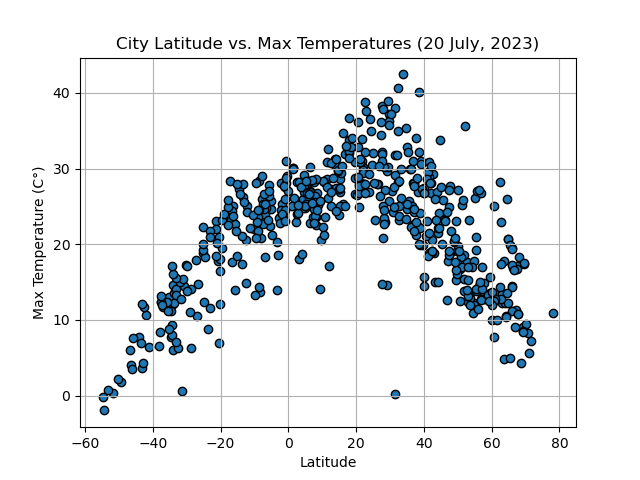 City Latitude vs. Max Temperatures (20 July, 2023)
40
30
20
10
0
Max Temperature (C°)
−60 −40 −20 0 20 40 60 80
Latitude